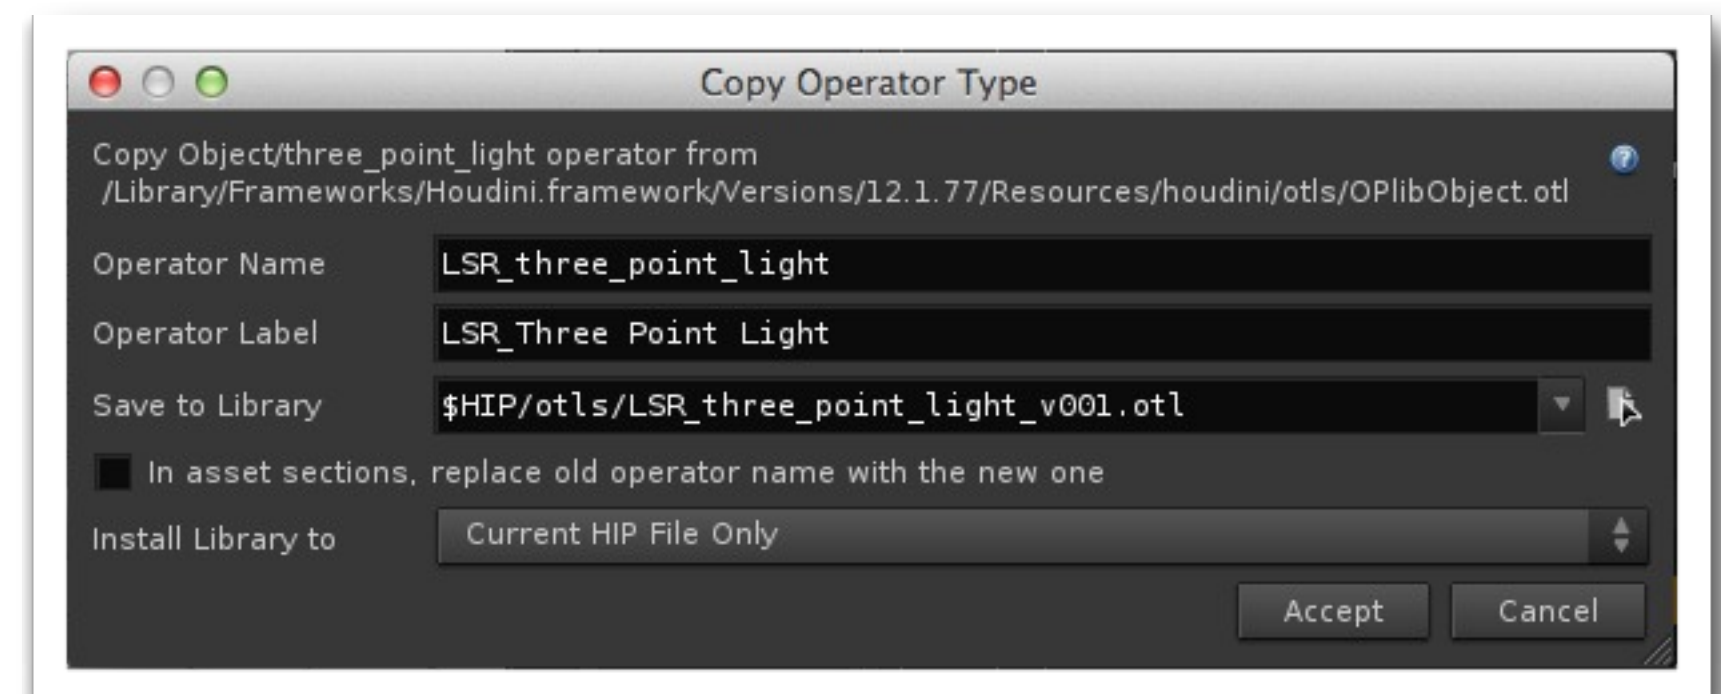 Copy Operator Type
Copy Object/three_point_light operator from
/Library/Frameworks/Houdini.framework/Versions/12.1.77/Resources/houdini/otls/OPlibObject.otl
Operator Name LSR_three_point_light
Operator Label LSR_Three Point Light
Save to Library $HIP/otls/LSR_three_point_light_v001.otl
In asset sections, replace old operator name with the new one
Install Library to Current HIP File Only
Accept Cancel